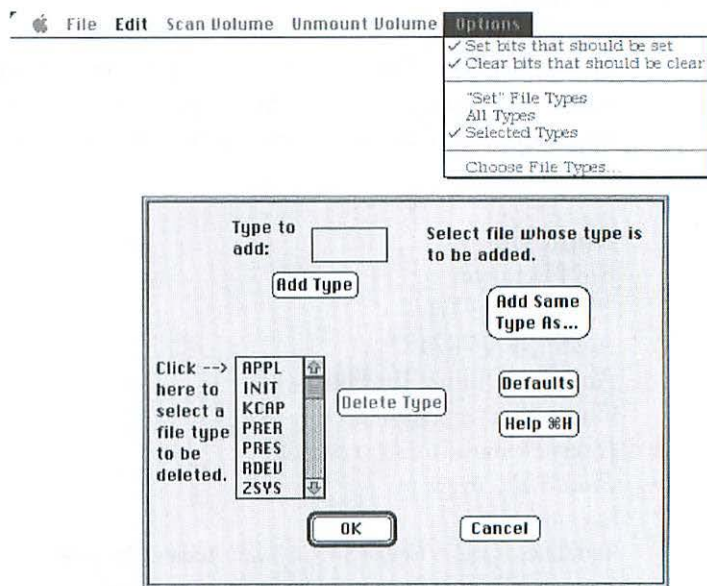 File Edit Scan Volume Unmount Volume Options
✓ Set bits that should be set
✓ Clear bits that should be clear
"Set" File Types
All Types
✓ Selected Types
Choose File Types...
Type to
add:
Add Type
Select file whose type is
to be added.
Add Same
Type As...
Click -->
here to
select a
file type
to be
deleted.
APPL
INIT
KCAP
PRER
PRES
RDEV
ZSYS
Delete Type
Defaults
Help ⌘H
OK
Cancel